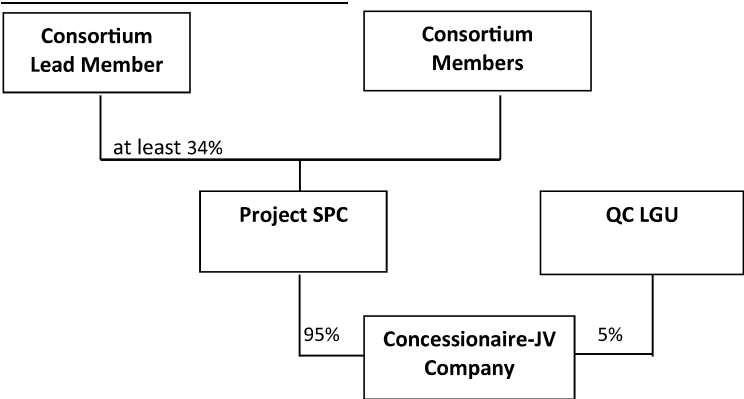 Consortium
Lead Member
Consortium
Members
at least 34%
Project SPC
QC LGU
95%
Concessionaire-JV
Company
5%